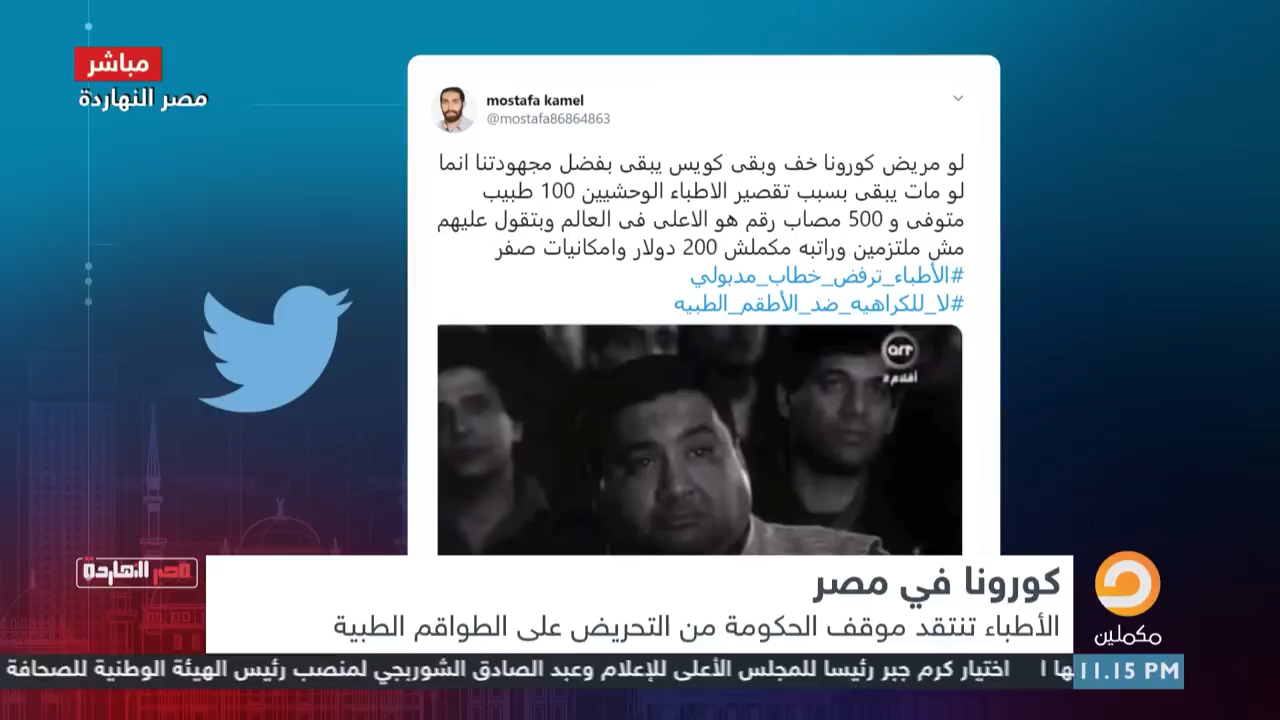 مباشر
مصر النهاردة
mostafa kamel
@mostafa86864863
لو مريض كورونا خف وبقى كويس يبقى بفضل مجهودتنا انما
لو مات يبقى بسبب تقصير الاطباء الوحشيين 100 طبيب
متوفى و 500 مصاب رقم هو الاعلى فى العالم وبتقول عليهم
مش ملتزمين وراتبه مكملش 200 دولار وامكانيات صفر
#الأطباء_ترفض_خطاب_مدبولي
#لا_للكراهيه_ضد_الأطقم_الطبيه
art
أفلام 2
مصر النهاردة
كورونا في مصر
الأطباء تنتقد موقف الحكومة من التحريض على الطواقم الطبية
مكملين
11.15 PM
اختيار كرم جبر رئيسا للمجلس الأعلى للإعلام وعبد الصادق الشوربجي لمنصب رئيس الهيئة الوطنية للصحافة